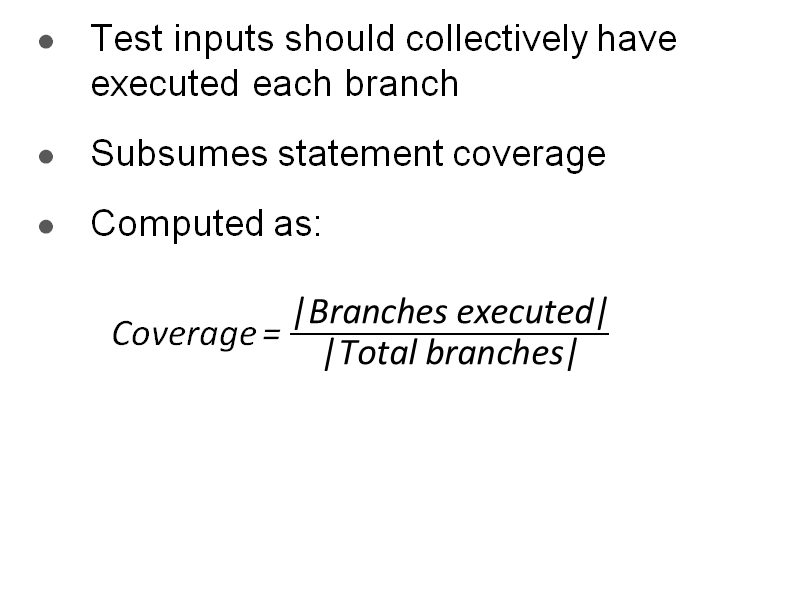 ● Test inputs should collectively have
executed each branch
● Subsumes statement coverage
● Computed as:
Coverage = |Branches executed|
|Total branches|